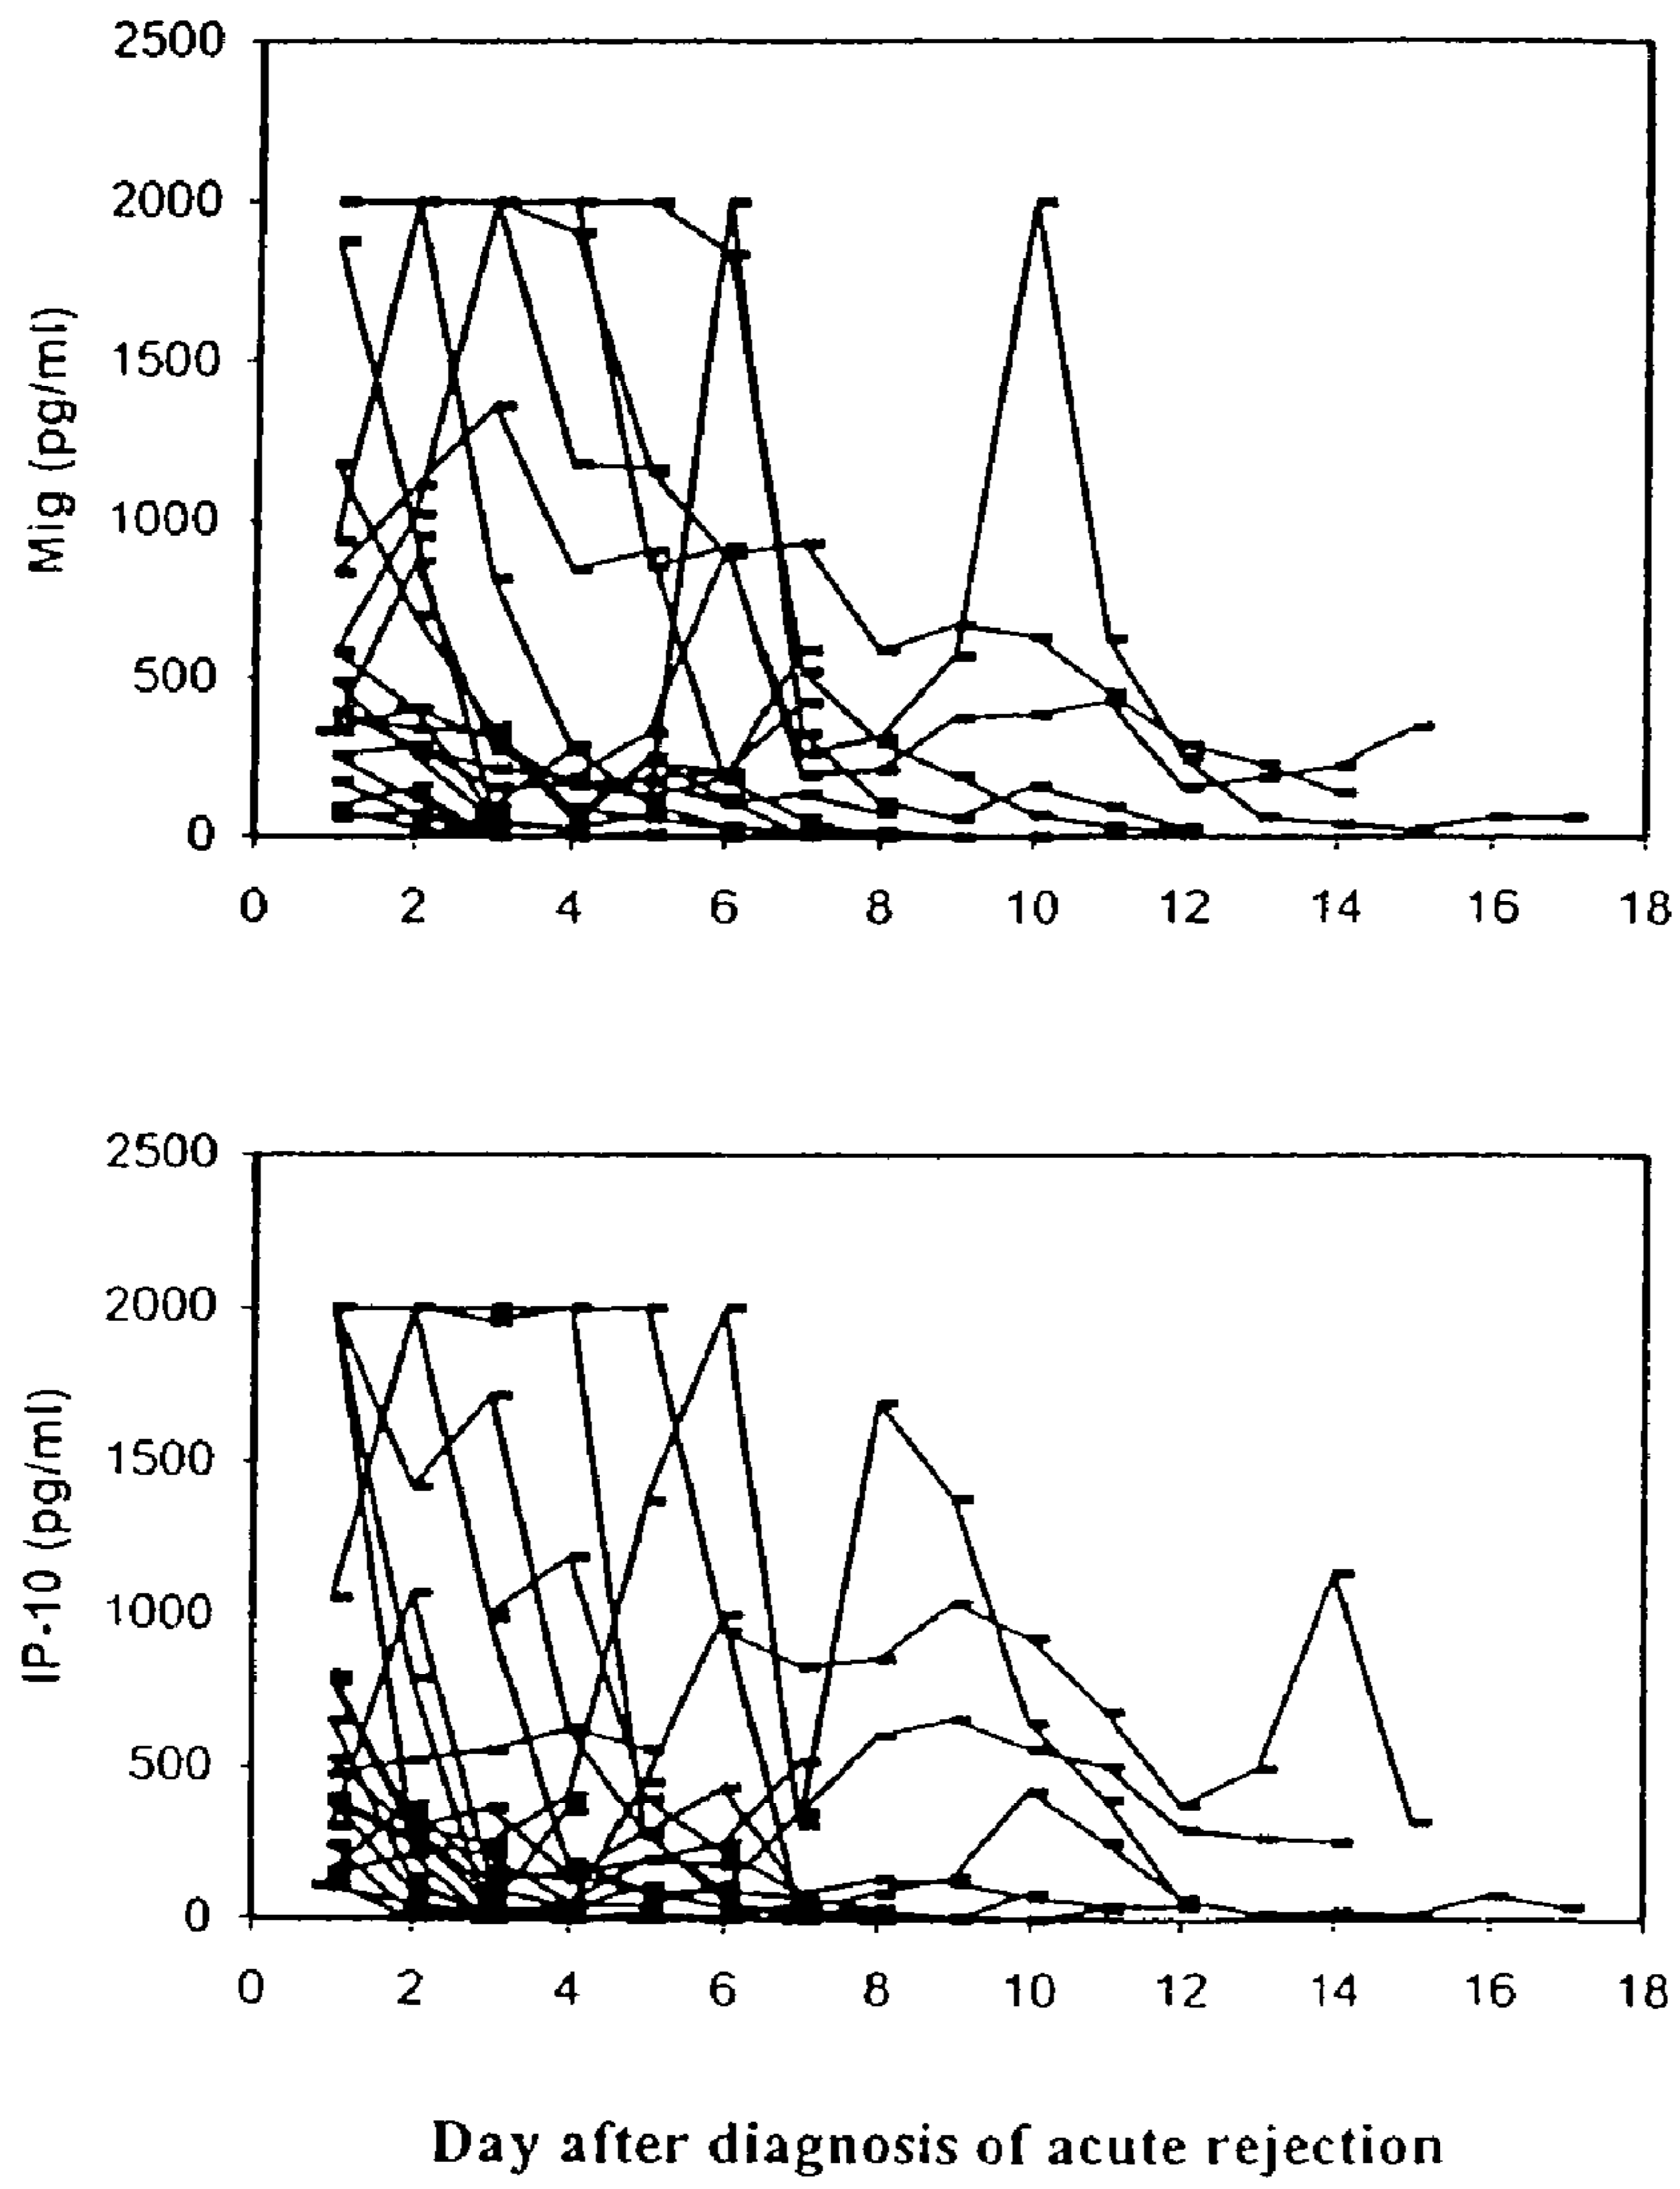 2500
2000
1500
1000
500
0
Mig (pg/ml)
0 2 4 6 8 10 12 14 16 18
2500
2000
1500
1000
500
0
IP-10 (pg/ml)
0 2 4 6 8 10 12 14 16 18
Day after diagnosis of acute rejection